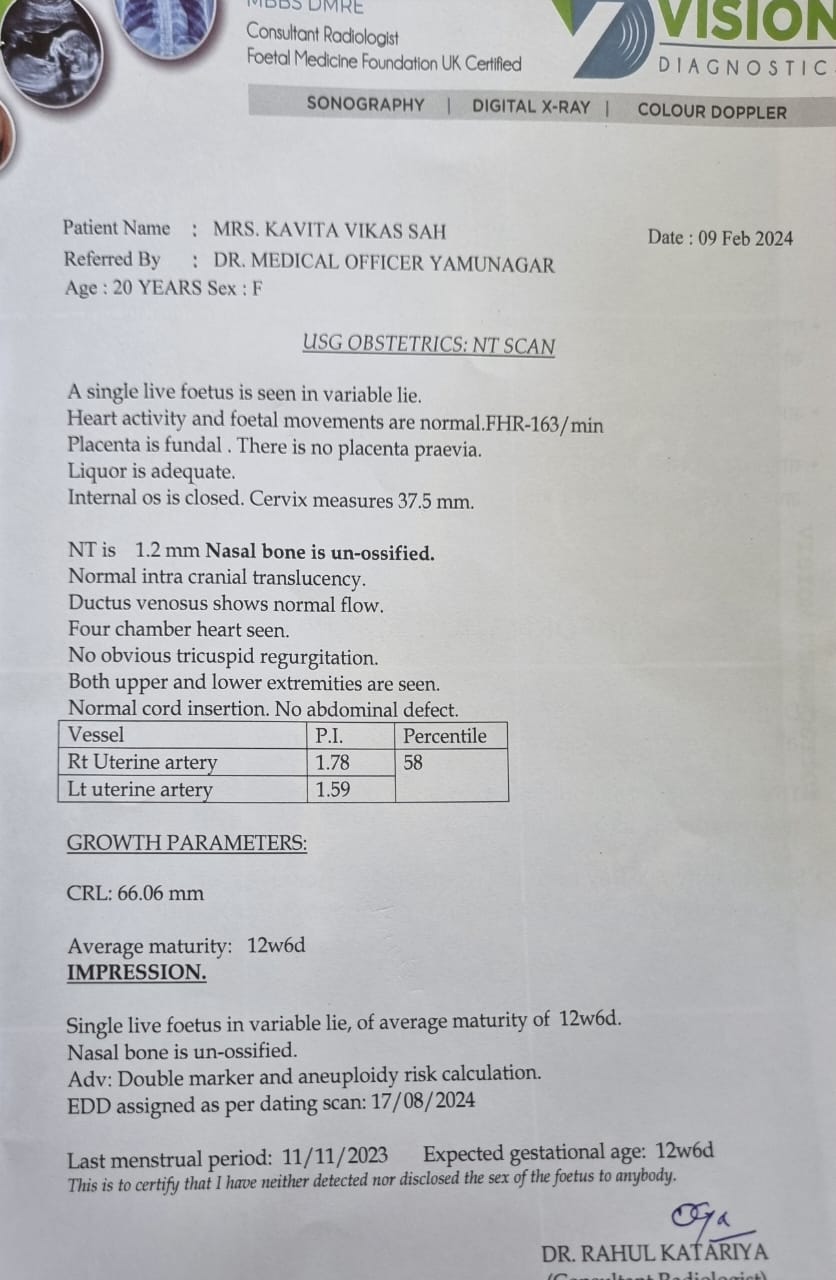 MBBS DMRE
Consultant Radiologist
Foetal Medicine Foundation UK Certified
VISION
DIAGNOSTIC
SONOGRAPHY | DIGITAL X-RAY | COLOUR DOPPLER
Patient Name : MRS. KAVITA VIKAS SAH
Date : 09 Feb 2024
Referred By : DR. MEDICAL OFFICER YAMUNAGAR
Age : 20 YEARS Sex : F
USG OBSTETRICS: NT SCAN
A single live foetus is seen in variable lie.
Heart activity and foetal movements are normal.FHR-163/min
Placenta is fundal . There is no placenta praevia.
Liquor is adequate.
Internal os is closed. Cervix measures 37.5 mm.
NT is 1.2 mm Nasal bone is un-ossified.
Normal intra cranial translucency.
Ductus venosus shows normal flow.
Four chamber heart seen.
No obvious tricuspid regurgitation.
Both upper and lower extremities are seen.
Normal cord insertion. No abdominal defect.
Vessel P.I. Percentile
Rt Uterine artery 1.78 58
Lt uterine artery 1.59
GROWTH PARAMETERS:
CRL: 66.06 mm
Average maturity: 12w6d
IMPRESSION.
Single live foetus in variable lie, of average maturity of 12w6d.
Nasal bone is un-ossified.
Adv: Double marker and aneuploidy risk calculation.
EDD assigned as per dating scan: 17/08/2024
Last menstrual period: 11/11/2023 Expected gestational age: 12w6d
This is to certify that I have neither detected nor disclosed the sex of the foetus to anybody.
DR. RAHUL KATARIYA
(Consultant Radiologist)